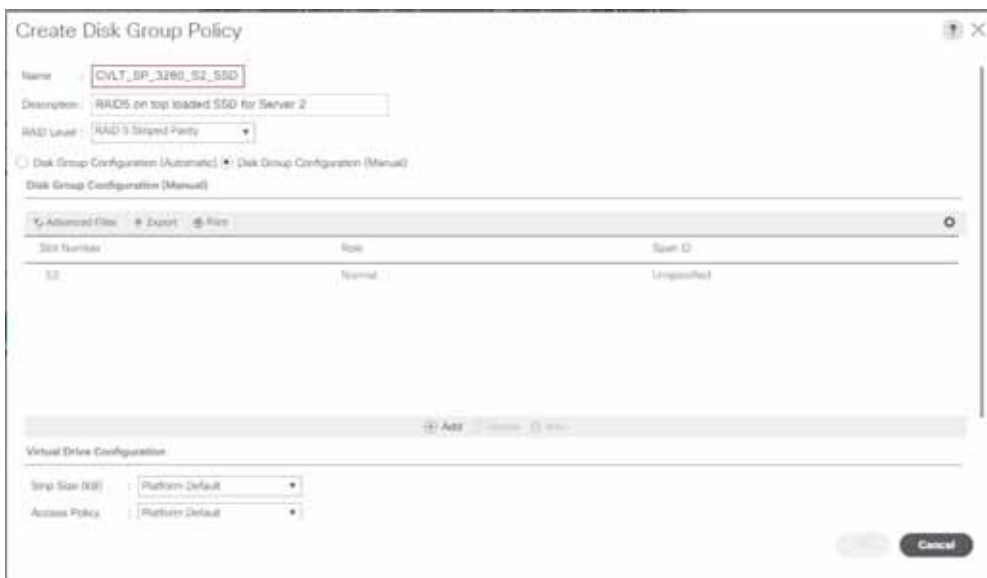 Create Disk Group Policy
Name : CVLT_SP_3260_S2_SSD
Description : RAID5 on top loaded SSD for Server 2
RAID Level : RAID 5 Striped Parity
Disk Group Configuration (Automatic) Disk Group Configuration (Manual)
Disk Group Configuration (Manual)
Advanced Filter Export Print
Slot Number Role Span ID
53 Normal Unspecified
Add
Virtual Drive Configuration
Strip Size (KB) : Platform Default
Access Policy : Platform Default
Cancel